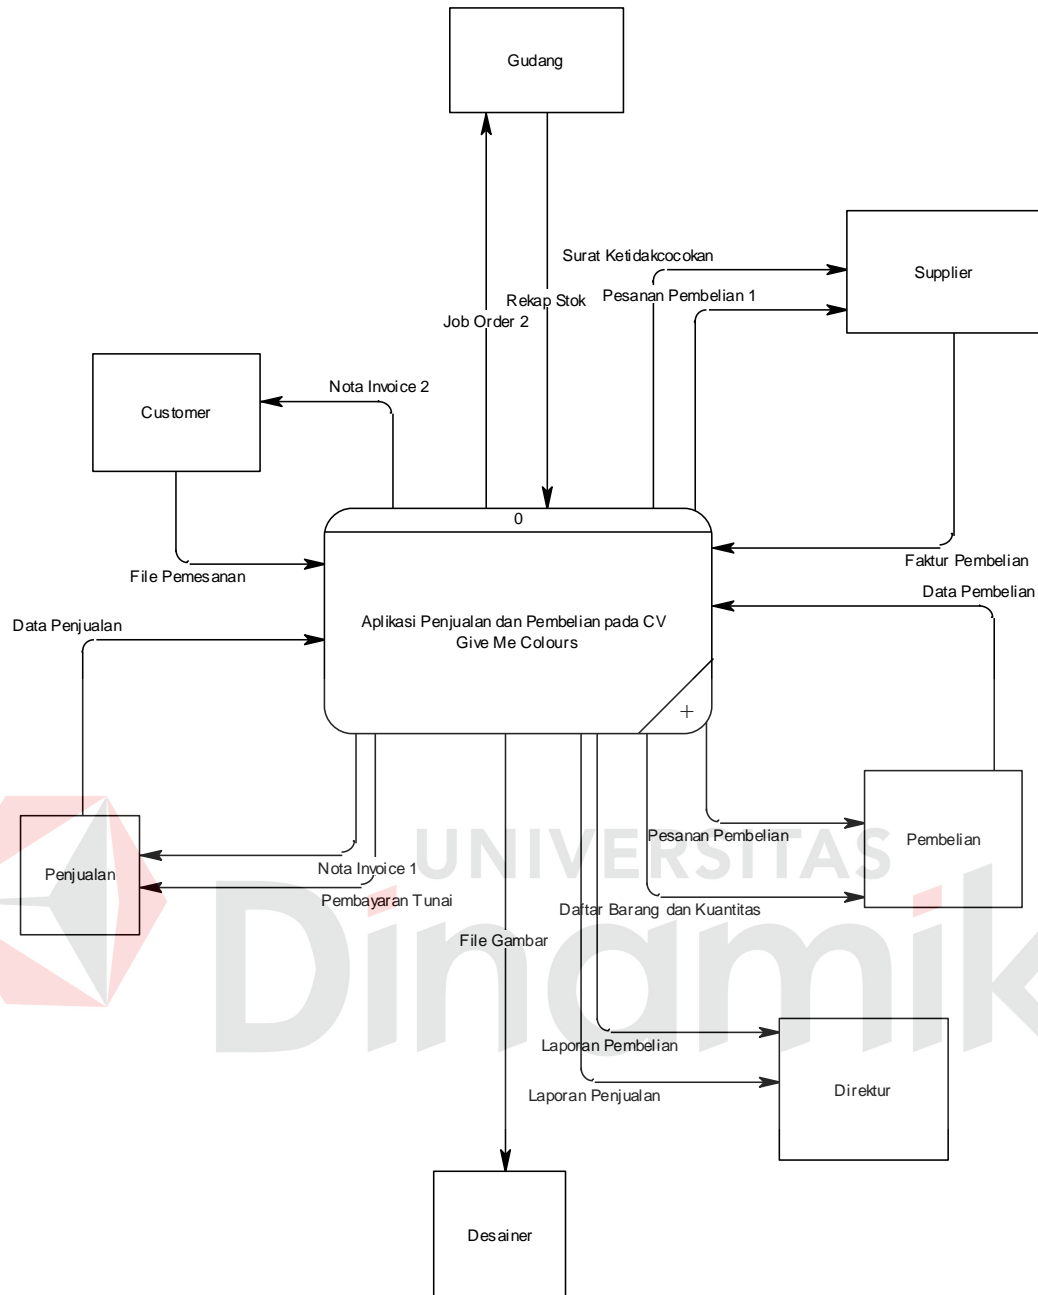 Gudang
Surat Ketidakcocokan
Supplier
Rekap Stok
Pesanan Pembelian 1
Job Order 2
Nota Invoice 2
Customer
0
Faktur Pembelian
File Pemesanan
Data Pembelian
Data Penjualan
Aplikasi Penjualan dan Pembelian pada CV
Give Me Colours
+
Pesanan Pembelian
Pembelian
UNIVERSITAS
Penjualan
Nota Invoice 1
Pembayaran Tunai
Daftar Barang dan Kuantitas
File Gambar
Dinamik
Laporan Pembelian
Laporan Penjualan
Direktur
Desainer